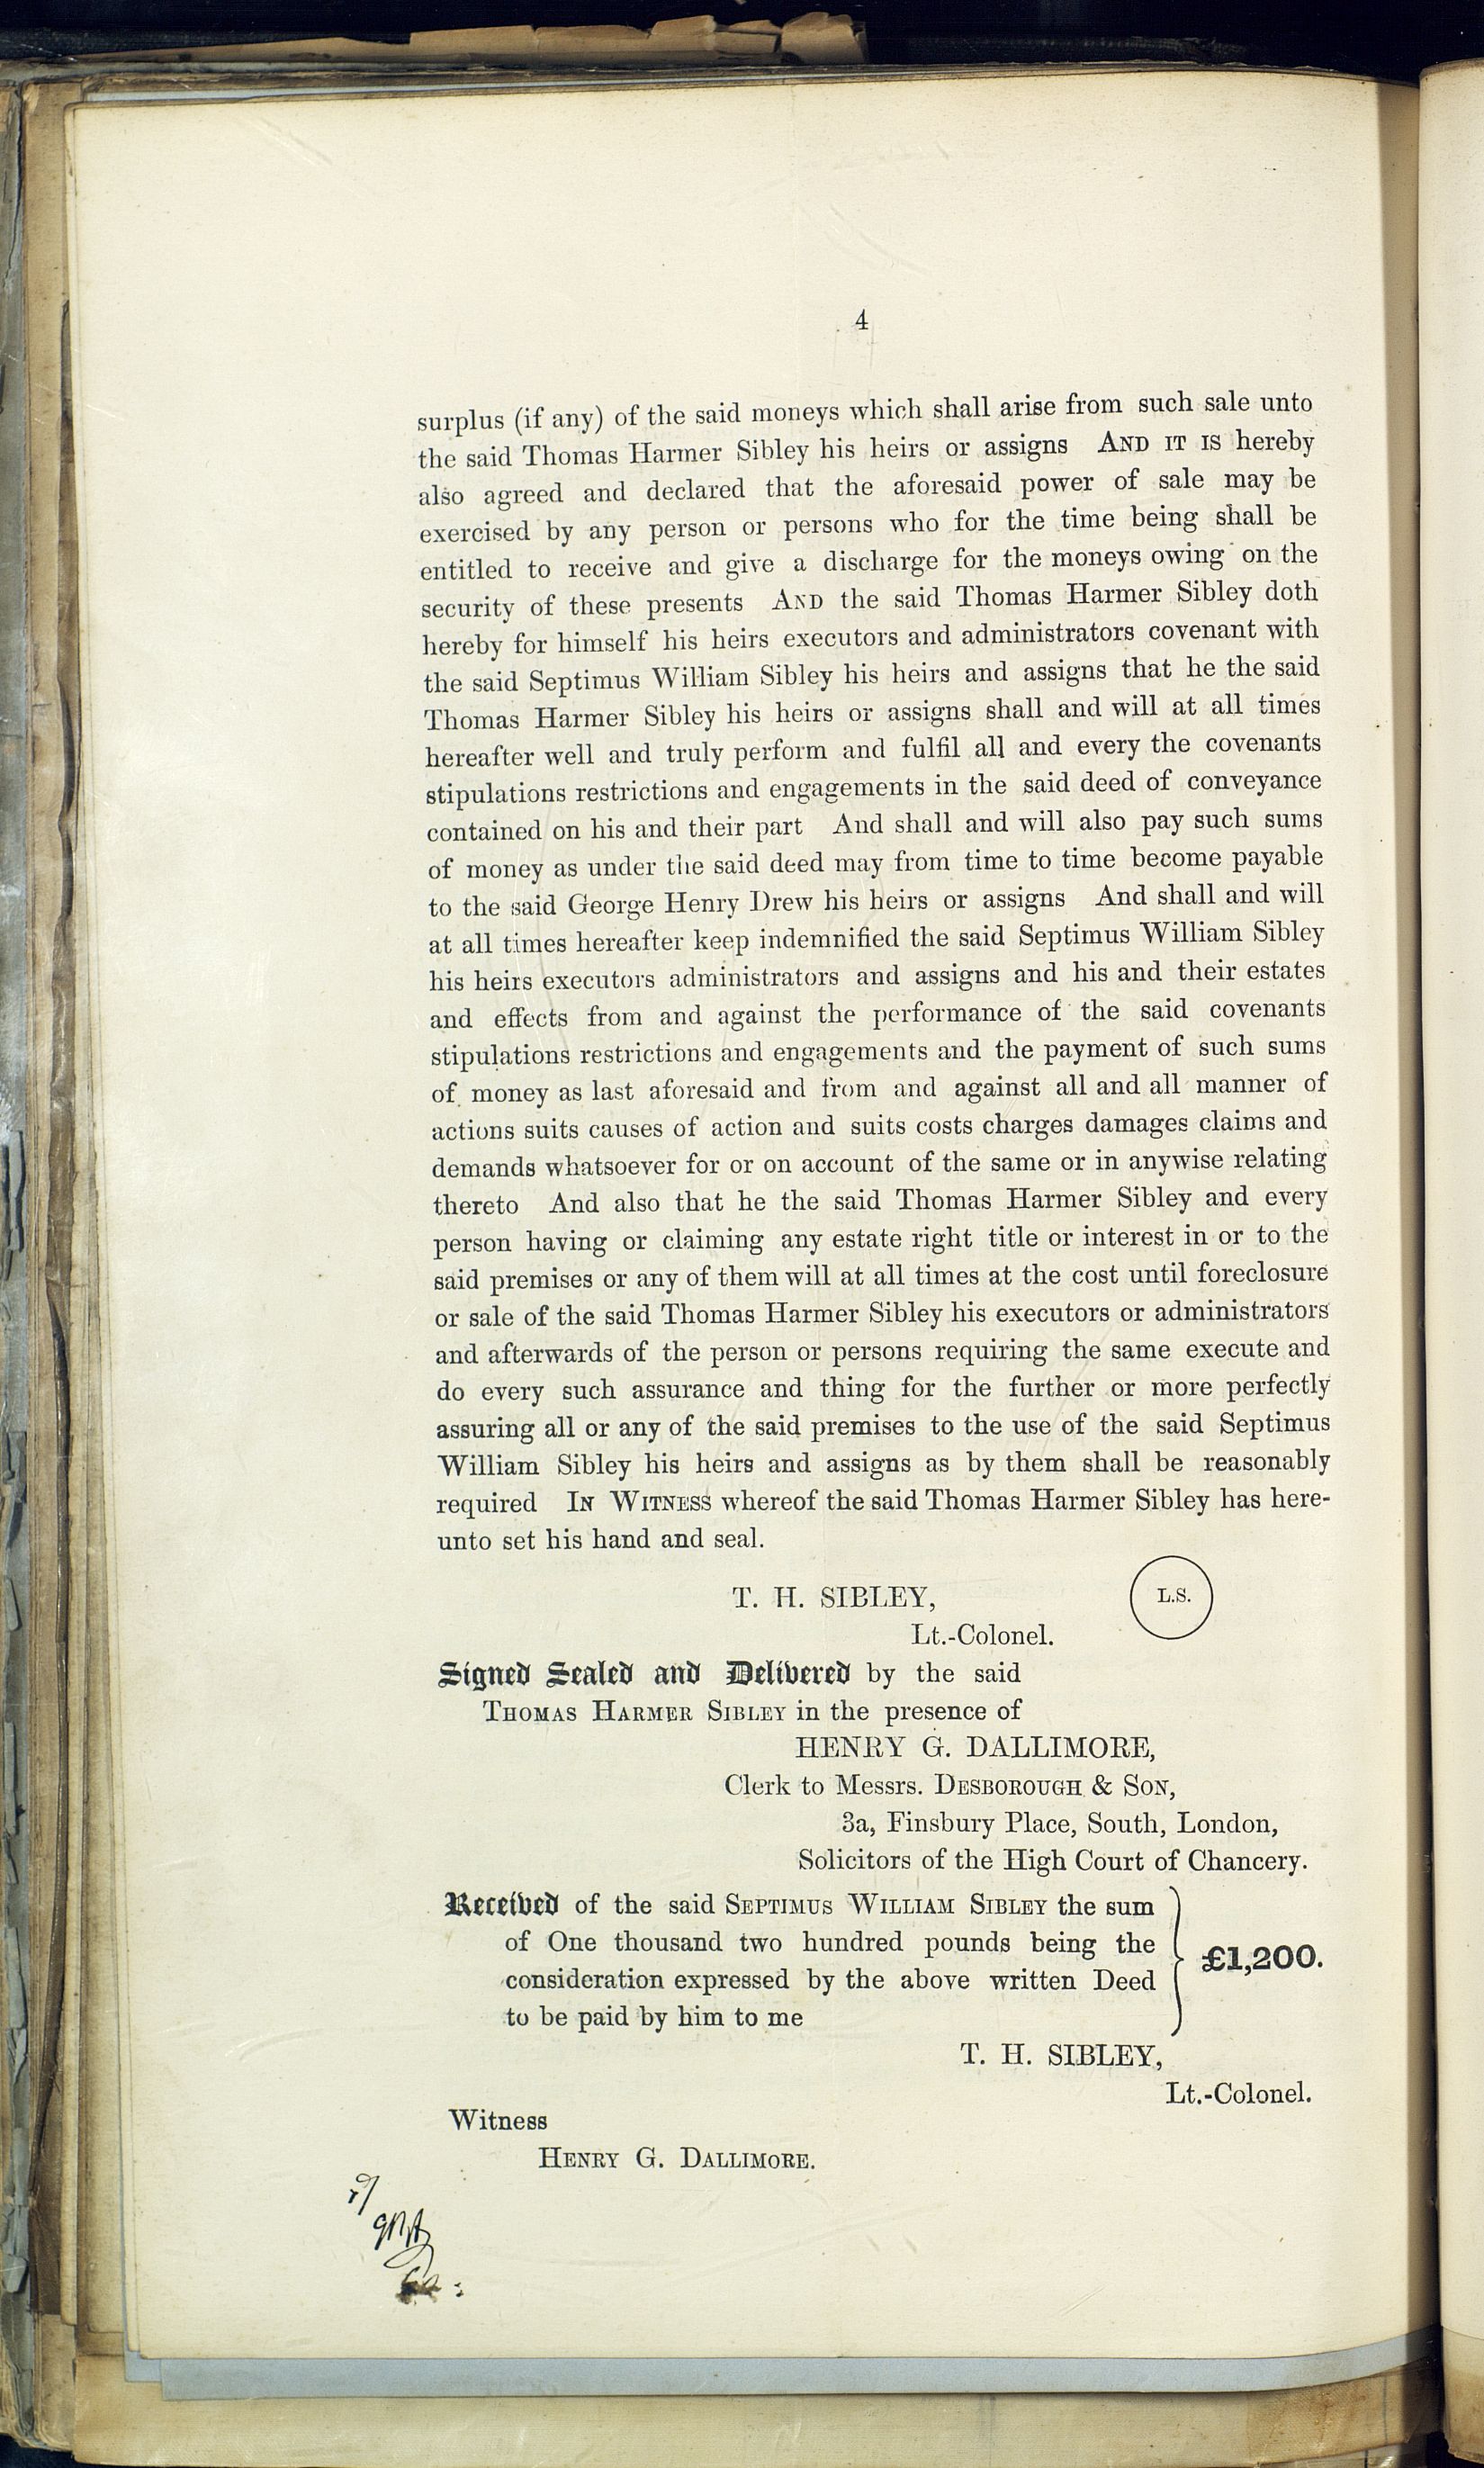 4
surplus (if any) of the said moneys which shall arise from such sale unto
the said Thomas Harmer Sibley his heirs or assigns AND IT IS hereby
also agreed and declared that the aforesaid power of sale may be
exercised by any person or persons who for the time being shall be
entitled to receive and give a discharge for the moneys owing on the
security of these presents AND the said Thomas Harmer Sibley doth
hereby for himself his heirs executors and administrators covenant with
the said Septimus William Sibley his heirs and assigns that he the said
Thomas Harmer Sibley his heirs or assigns shall and will at all times
hereafter well and truly perform and fulfil all and every the covenants
stipulations restrictions and engagements in the said deed of conveyance
contained on his and their part And shall and will also pay such sums
of money as under the said deed may from time to time become payable
to the said George Henry Drew his heirs or assigns And shall and will
at all times hereafter keep indemnified the said Septimus William Sibley
his heirs executors administrators and assigns and his and their estates
and effects from and against the performance of the said covenants
stipulations restrictions and engagements and the payment of such sums
of money as last aforesaid and from and against all and all manner of
actions suits causes of action and suits costs charges damages claims and
demands whatsoever for or on account of the same or in anywise relating
thereto And also that he the said Thomas Harmer Sibley and every
person having or claiming any estate right title or interest in or to the
said premises or any of them will at all times at the cost until foreclosure
or sale of the said Thomas Harmer Sibley his executors or administrators
and afterwards of the person or persons requiring the same execute and
do every such assurance and thing for the further or more perfectly
assuring all or any of the said premises to the use of the said Septimus
William Sibley his heirs and assigns as by them shall be reasonably
required IN WITNESS whereof the said Thomas Harmer Sibley has here-
unto set his hand and seal.
T. H. SIBLEY, L.S.
Lt.-Colonel.
Signed Sealed and Delivered by the said
THOMAS HARMER SIBLEY in the presence of
HENRY G. DALLIMORE,
Clerk to Messrs. DESBOROUGH & SON,
3a, Finsbury Place, South, London,
Solicitors of the High Court of Chancery.
Received of the said SEPTIMUS WILLIAM SIBLEY the sum
of One thousand two hundred pounds being the
consideration expressed by the above written Deed
to be paid by him to me
£1,200.
T. H. SIBLEY,
Lt.-Colonel.
Witness
HENRY G. DALLIMORE.